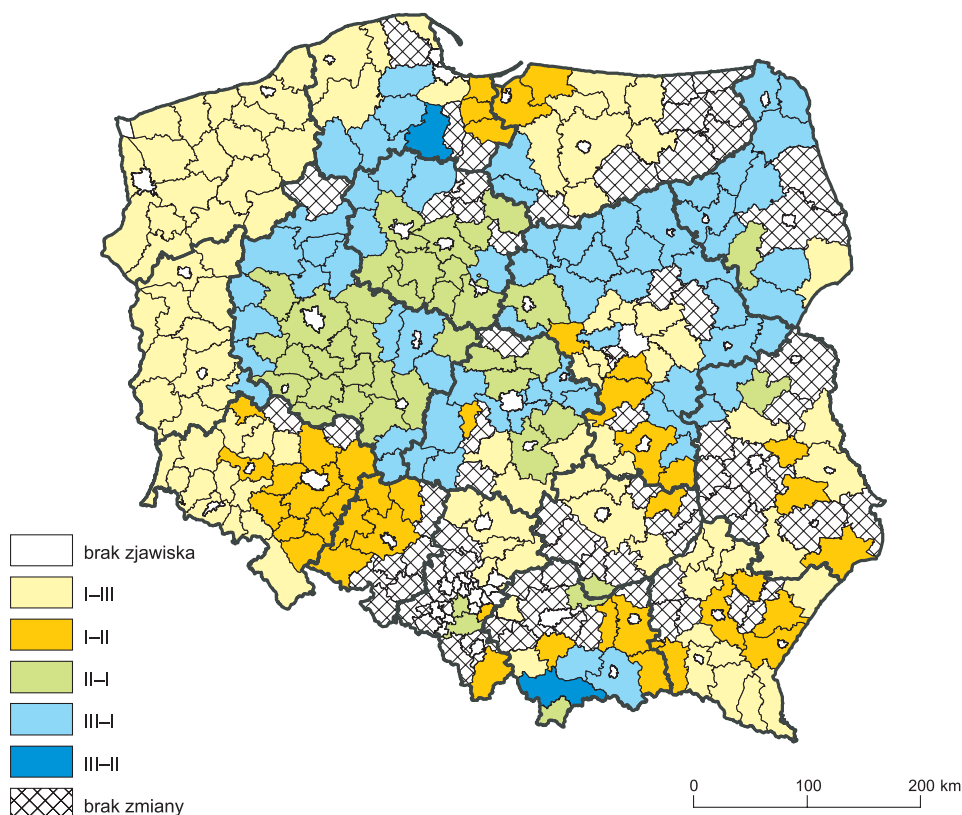 brak zjawiska
I–III
I–II
II–I
III–I
III–II
brak zmiany
0 100 200 km